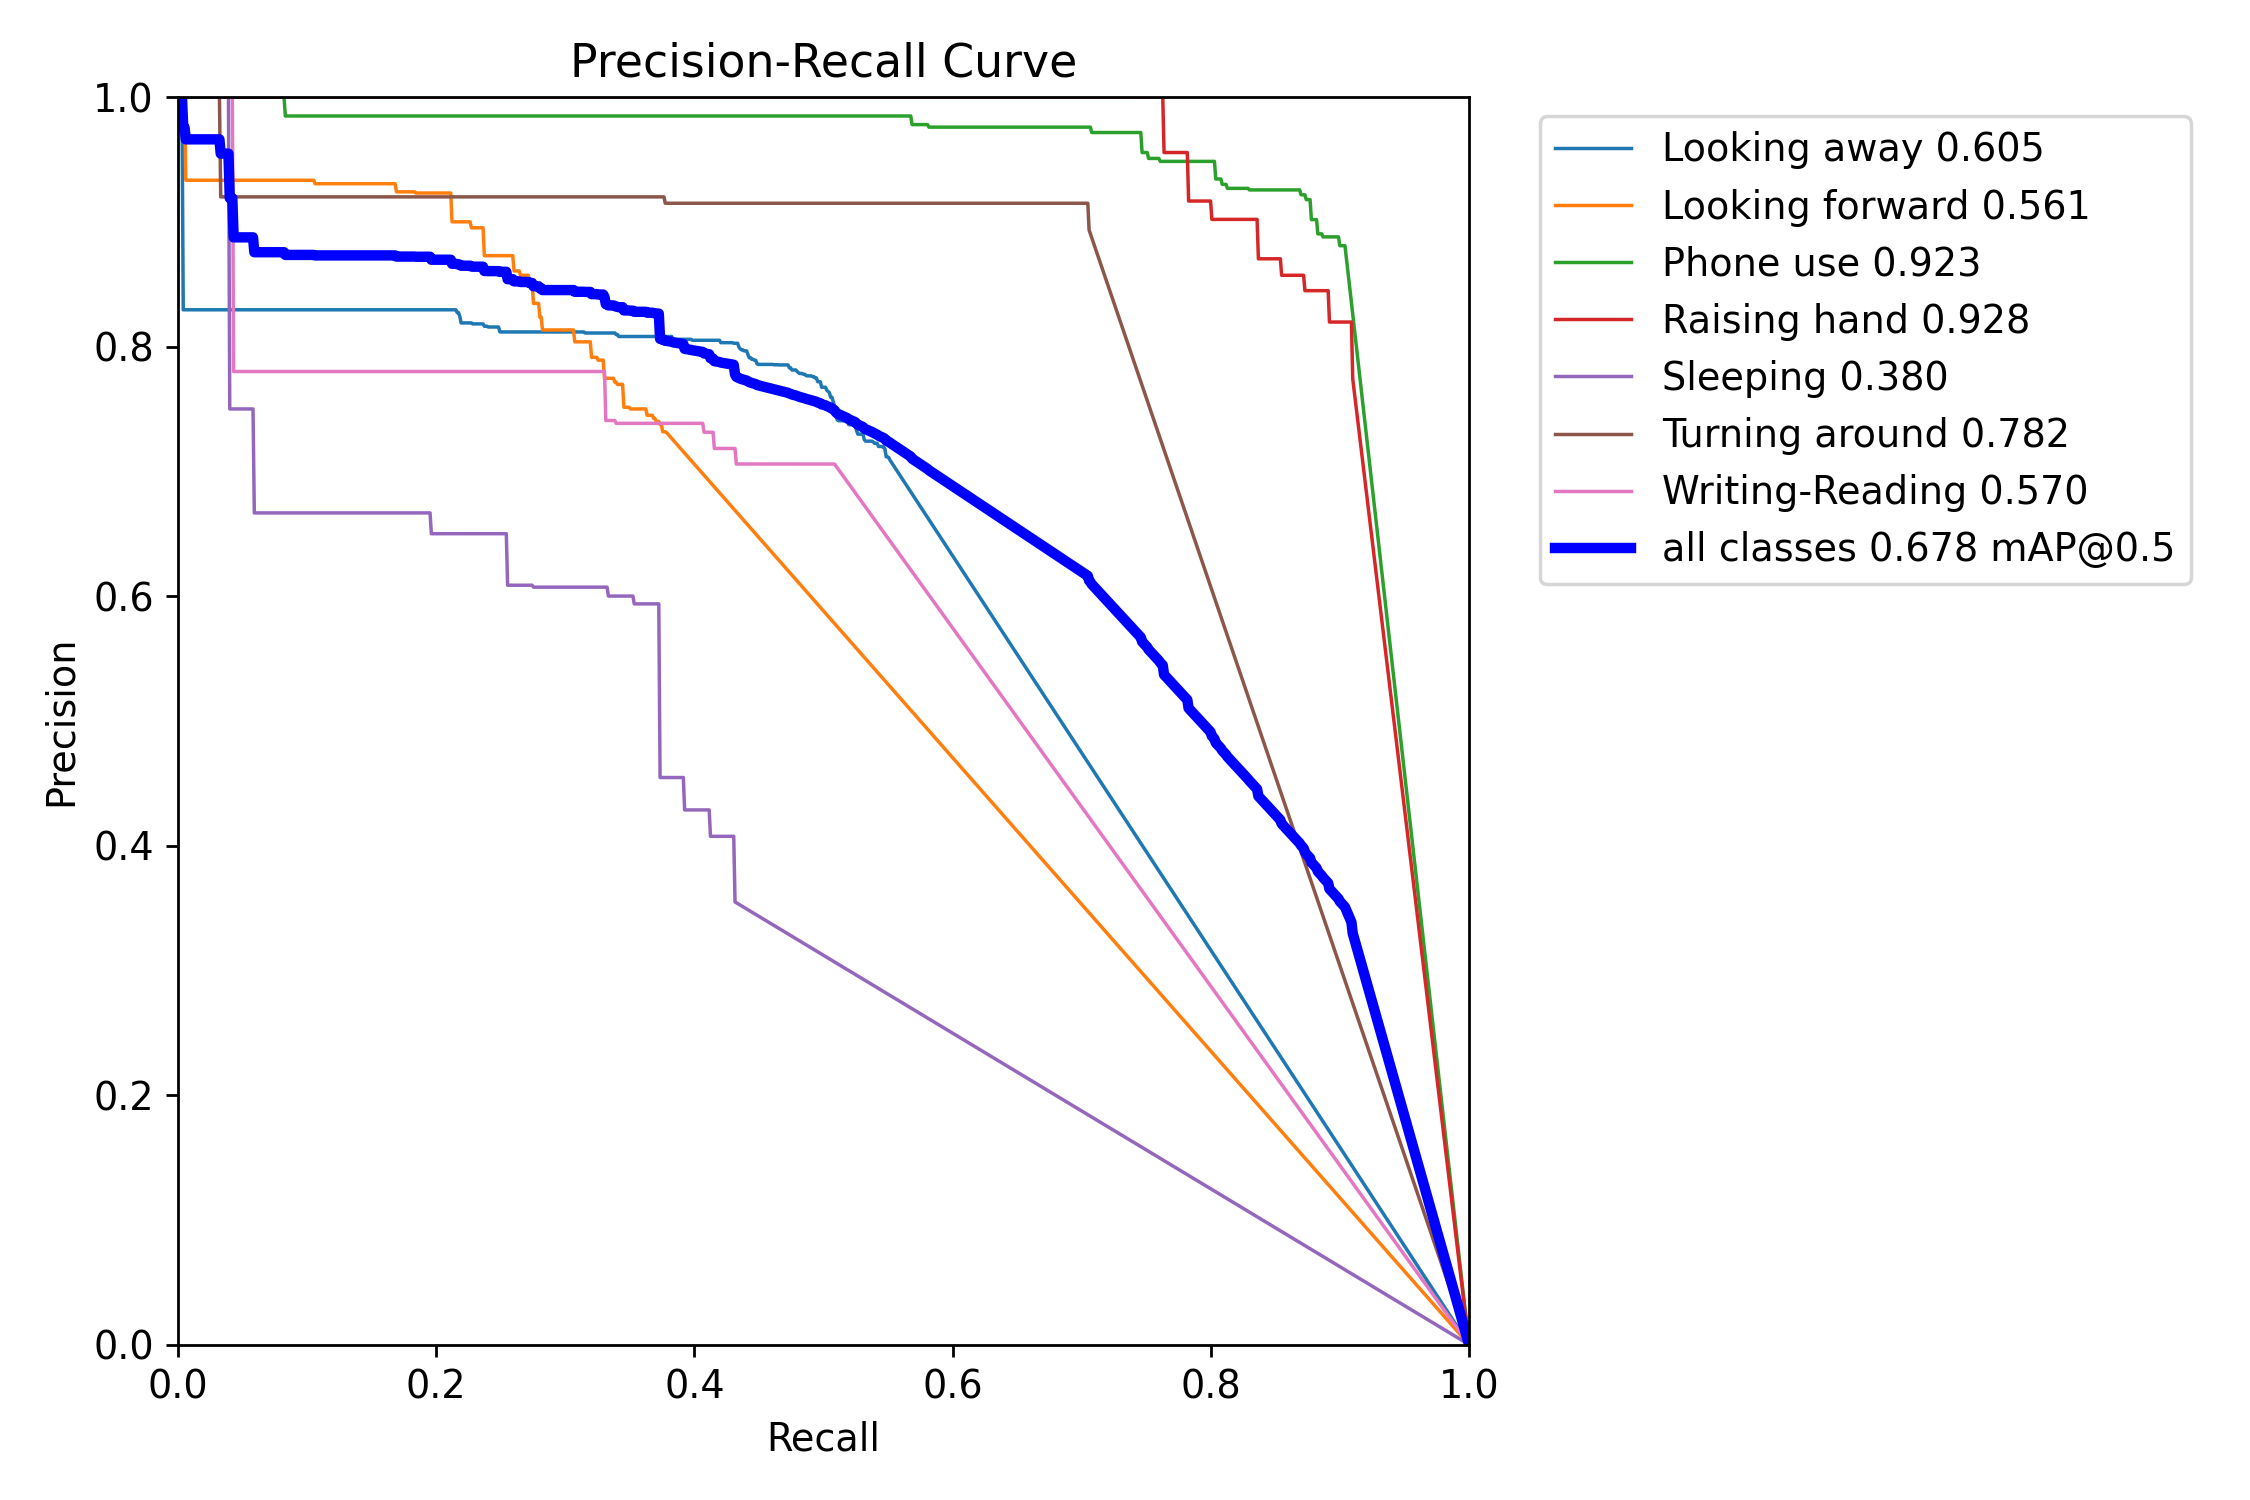 Precision-Recall Curve
1.0
0.8
0.6
0.4
0.2
0.0
Precision
0.0 0.2 0.4 0.6 0.8 1.0
Recall
Looking away 0.605
Looking forward 0.561
Phone use 0.923
Raising hand 0.928
Sleeping 0.380
Turning around 0.782
Writing-Reading 0.570
all classes 0.678 mAP@0.5